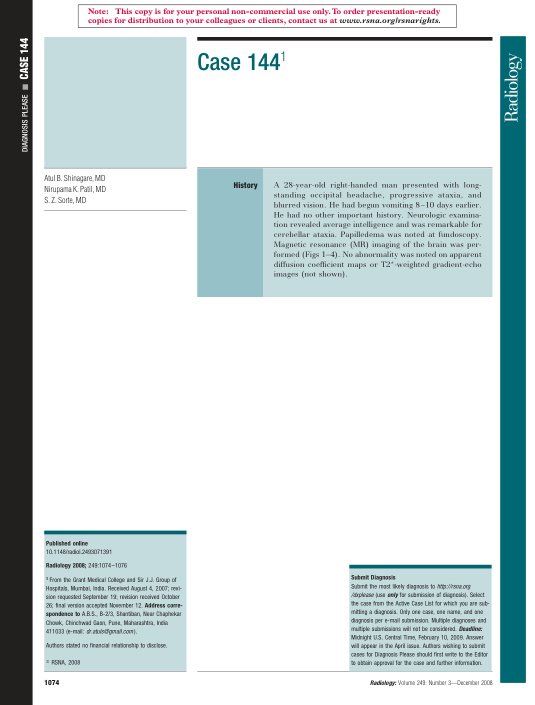 Note: This copy is for your personal non-commercial use only. To order presentation-ready
copies for distribution to your colleagues or clients, contact us at www.rsna.org/rsnarights.
DIAGNOSIS PLEASE ■ CASE 144
Radiology
Case 144¹
Atul B. Shinagare, MD
Nirupama K. Patil, MD
S. Z. Sorte, MD
History
A 28-year-old right-handed man presented with long-
standing occipital headache, progressive ataxia, and
blurred vision. He had begun vomiting 8–10 days earlier.
He had no other important history. Neurologic examina-
tion revealed average intelligence and was remarkable for
cerebellar ataxia. Papilledema was noted at fundoscopy.
Magnetic resonance (MR) imaging of the brain was per-
formed (Figs 1–4). No abnormality was noted on apparent
diffusion coefficient maps or T2*-weighted gradient-echo
images (not shown).
Published online
10.1148/radiol.2493071391
Radiology 2008; 249:1074–1076
¹ From the Grant Medical College and Sir J.J. Group of
Hospitals, Mumbai, India. Received August 4, 2007; revi-
sion requested September 19; revision received October
26; final version accepted November 12. Address corre-
spondence to A.B.S., B-2/3, Shantiban, Near Chaphekar
Chowk, Chinchwad Gaon, Pune, Maharashtra, India
411033 (e-mail: dr.atuls@gmail.com).
Authors stated no financial relationship to disclose.
© RSNA, 2008
Submit Diagnosis
Submit the most likely diagnosis to http://rsna.org
/dxplease (use only for submission of diagnosis). Select
the case from the Active Case List for which you are sub-
mitting a diagnosis. Only one case, one name, and one
diagnosis per e-mail submission. Multiple diagnoses and
multiple submissions will not be considered. Deadline:
Midnight U.S. Central Time, February 10, 2009. Answer
will appear in the April issue. Authors wishing to submit
cases for Diagnosis Please should first write to the Editor
to obtain approval for the case and further information.
1074
Radiology: Volume 249: Number 3—December 2008